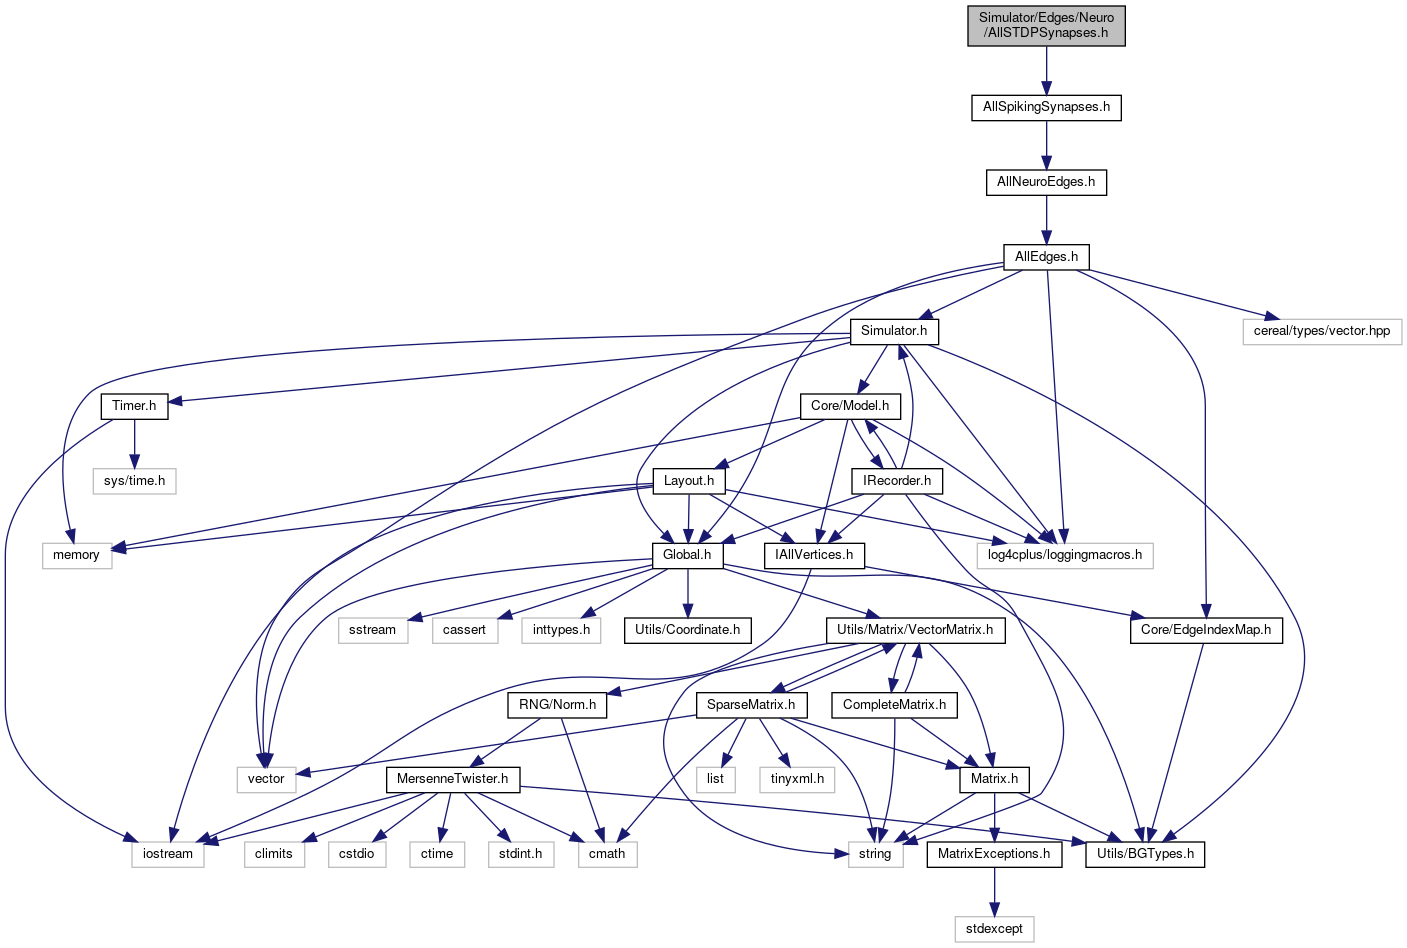 Simulator/Edges/Neuro
/AllSTDPSynapses.h
AllSpikingSynapses.h
AllNeuroEdges.h
AllEdges.h
Simulator.h
cereal/types/vector.hpp
Timer.h
Core/Model.h
sys/time.h
Layout.h
IRecorder.h
memory
Global.h
IAllVertices.h
log4cplus/loggingmacros.h
sstream
cassert
inttypes.h
Utils/Coordinate.h
Utils/Matrix/VectorMatrix.h
Core/EdgeIndexMap.h
RNG/Norm.h
SparseMatrix.h
CompleteMatrix.h
vector
MersenneTwister.h
list
tinyxml.h
Matrix.h
iostream
climits
cstdio
ctime
stdint.h
cmath
string
MatrixExceptions.h
Utils/BGTypes.h
stdexcept